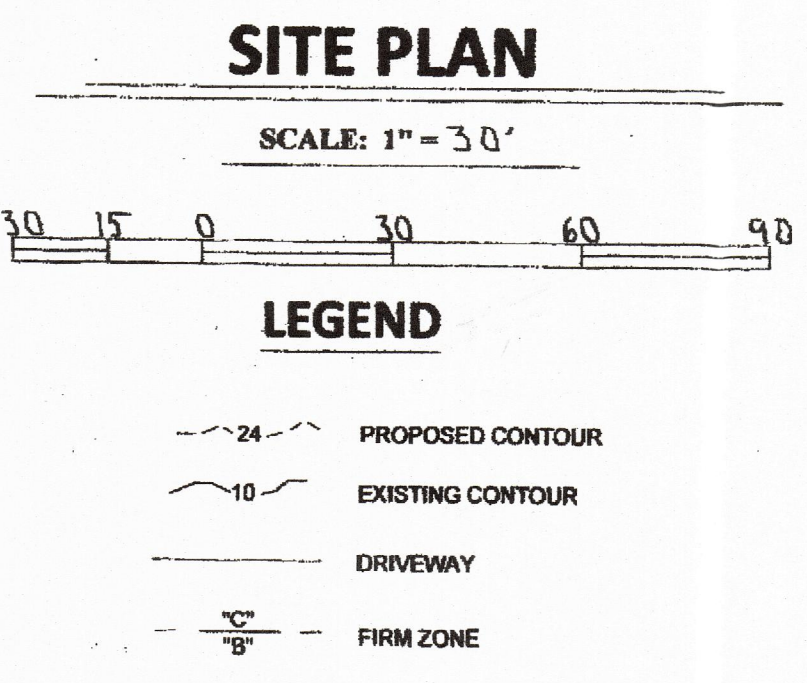 SITE PLAN
SCALE: 1" = 30'
30 15 0 30 60 90
LEGEND
24 PROPOSED CONTOUR
10 EXISTING CONTOUR
DRIVEWAY
"C"
"B" FIRM ZONE